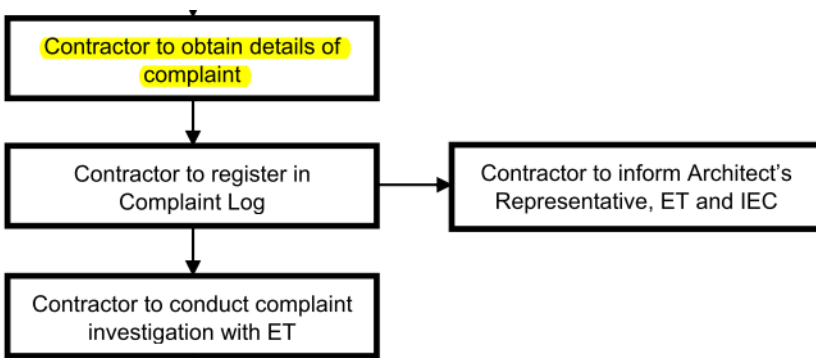 Contractor to obtain details of
complaint
Contractor to register in
Complaint Log
Contractor to inform Architect's
Representative, ET and IEC
Contractor to conduct complaint
investigation with ET